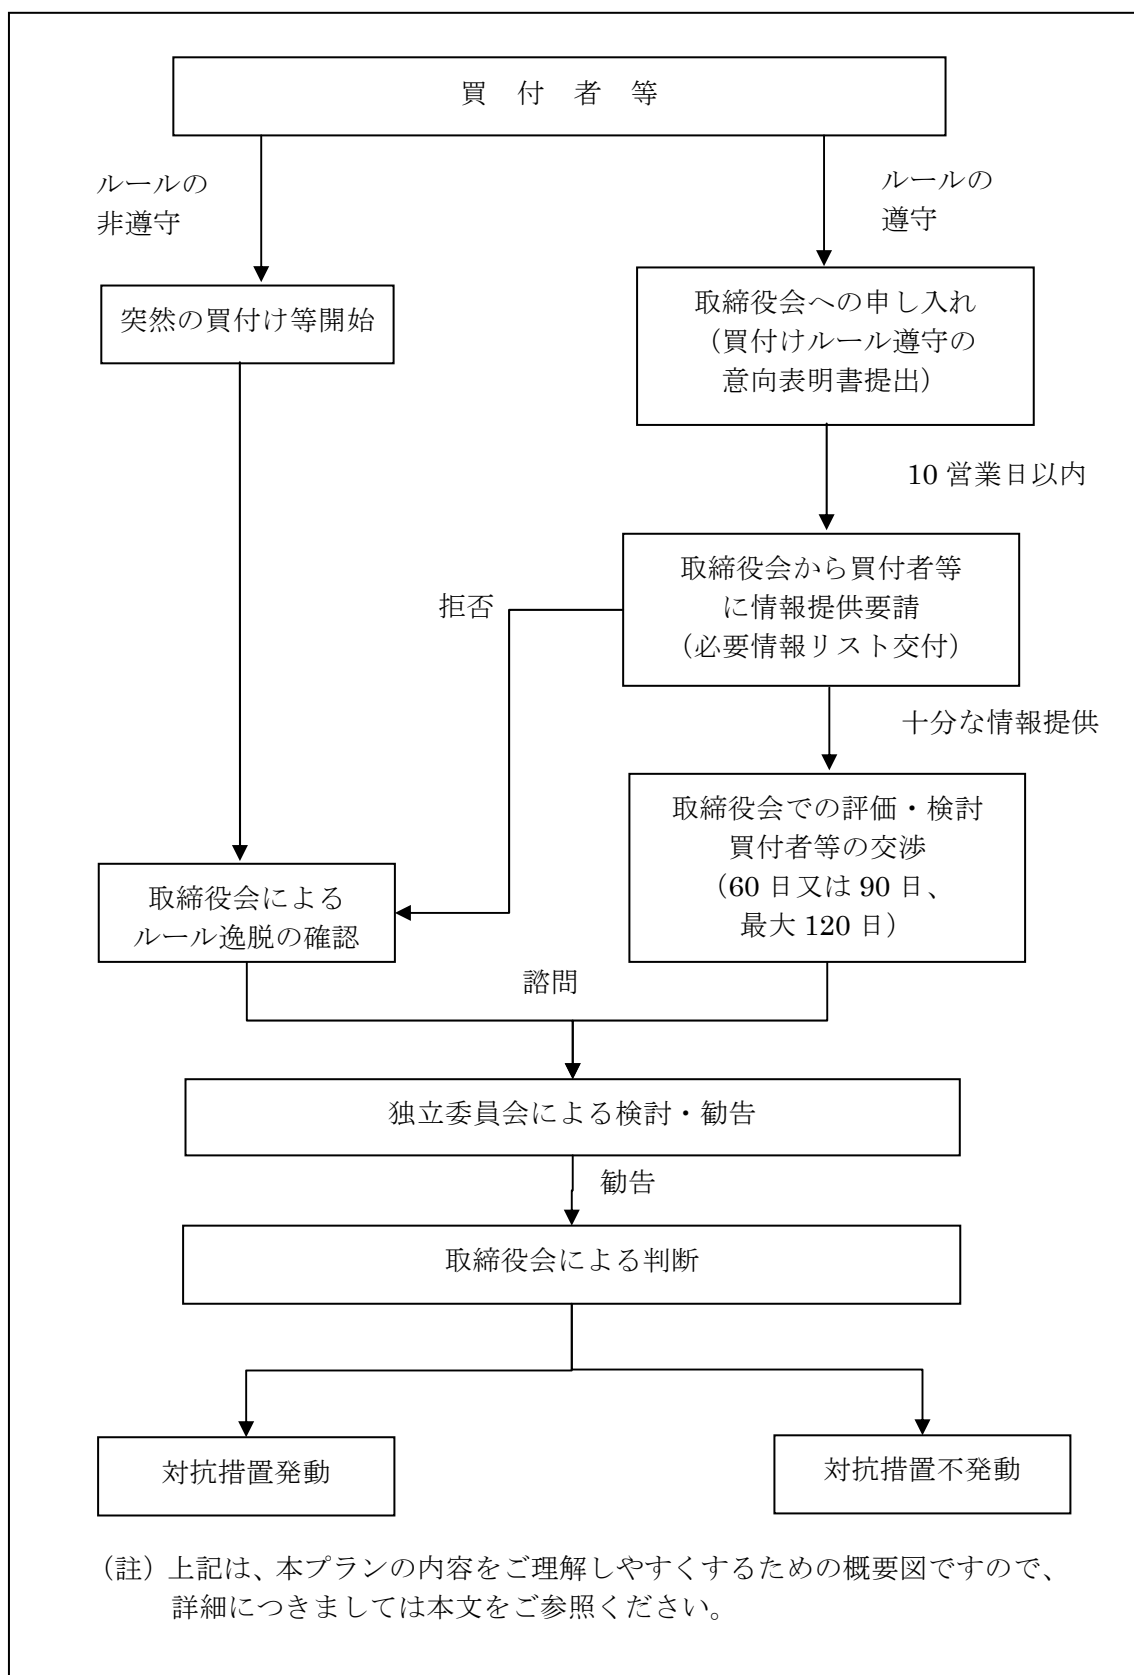 買　付　者　等
ルールの
非遵守
ルールの
遵守
突然の買付け等開始
取締役会への申し入れ
（買付けルール遵守の
意向表明書提出）
10 営業日以内
取締役会から買付者等
に情報提供要請
（必要情報リスト交付）
拒否
十分な情報提供
取締役会での評価・検討
買付者等の交渉
（60 日又は 90 日、
最大 120 日）
取締役会による
ルール逸脱の確認
諮問
独立委員会による検討・勧告
勧告
取締役会による判断
対抗措置発動
対抗措置不発動
（註）上記は、本プランの内容をご理解しやすくするための概要図ですので、
詳細につきましては本文をご参照ください。